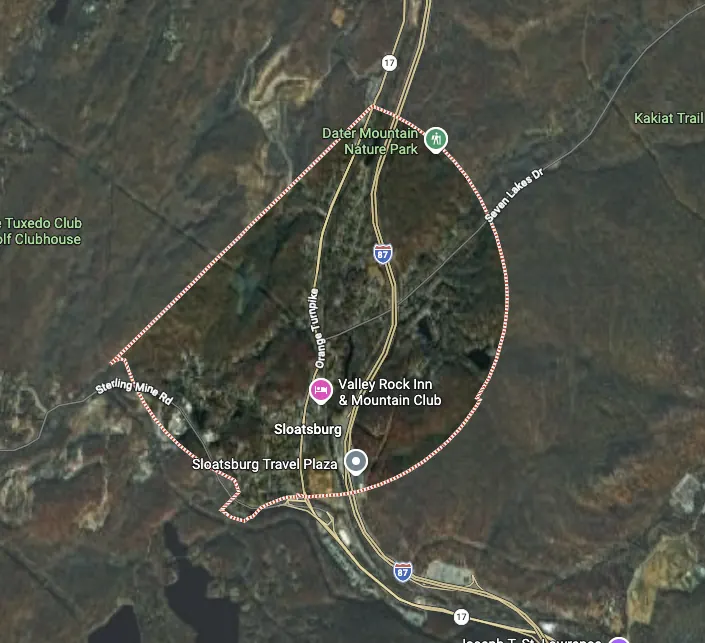 17
Dater Mountain
Nature Park
Kakiat Trail
Seven Lakes Dr
e Tuxedo Club
olf Clubhouse
87
Orange Turnpike
Sterling Mine Rd
Valley Rock Inn
& Mountain Club
Sloatsburg
Sloatsburg Travel Plaza
87
17
Joseph T. St. Lawrence